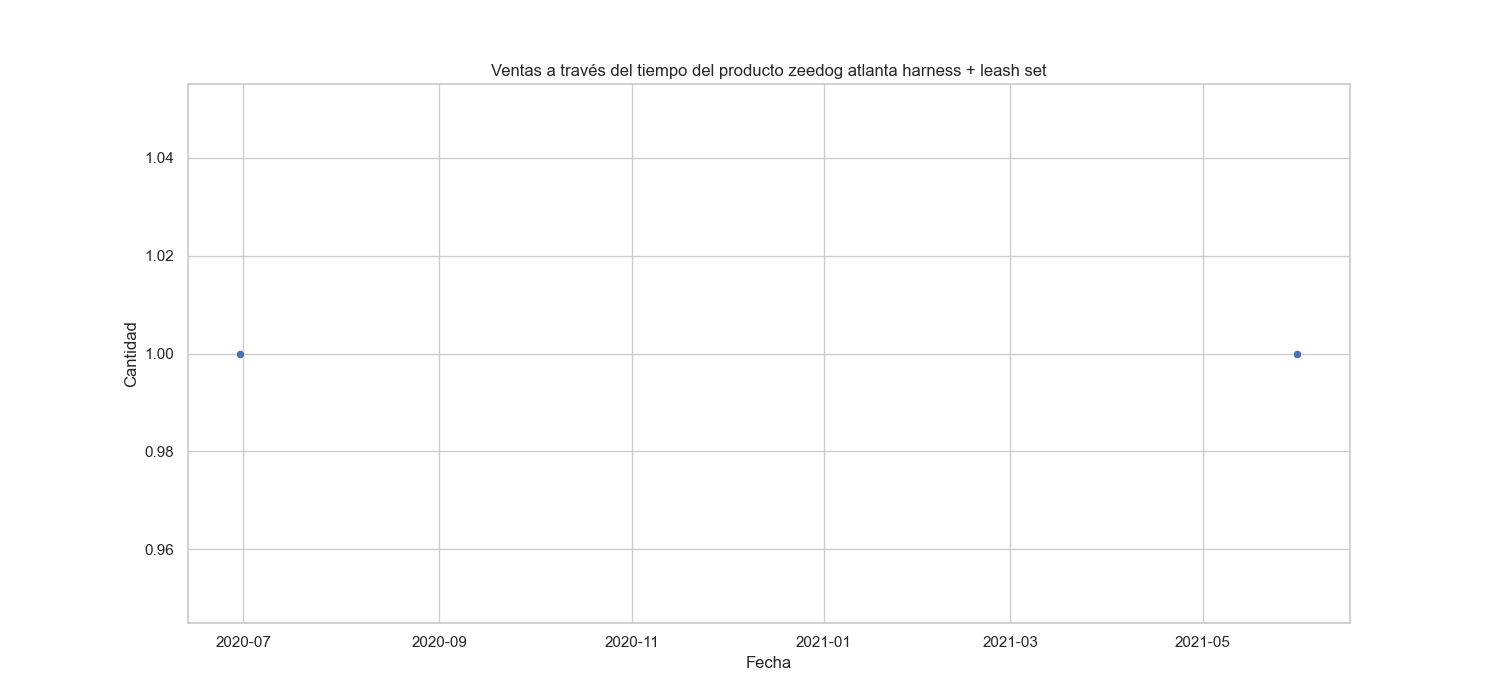 Ventas a través del tiempo del producto zeedog atlanta harness + leash set
1.04
1.02
1.00
0.98
0.96
Cantidad
2020-07 2020-09 2020-11 2021-01 2021-03 2021-05
Fecha